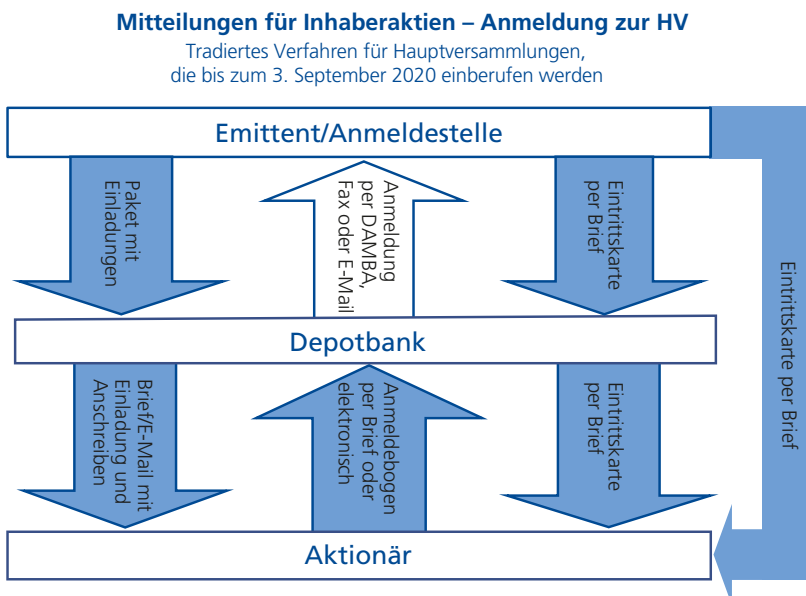 Mitteilungen für Inhaberaktien – Anmeldung zur HV
Tradiertes Verfahren für Hauptversammlungen,
die bis zum 3. September 2020 einberufen werden
Emittent/Anmeldestelle
Paket mit
Einladungen
Anmeldung
per DAMBA,
Fax oder E-Mail
Eintrittskarte
per Brief
Eintrittskarte per Brief
Depotbank
Brief/E-Mail mit
Einladung und
Anschreiben
Anmeldebogen
per Brief oder
elektronisch
Eintrittskarte
per Brief
Aktionär